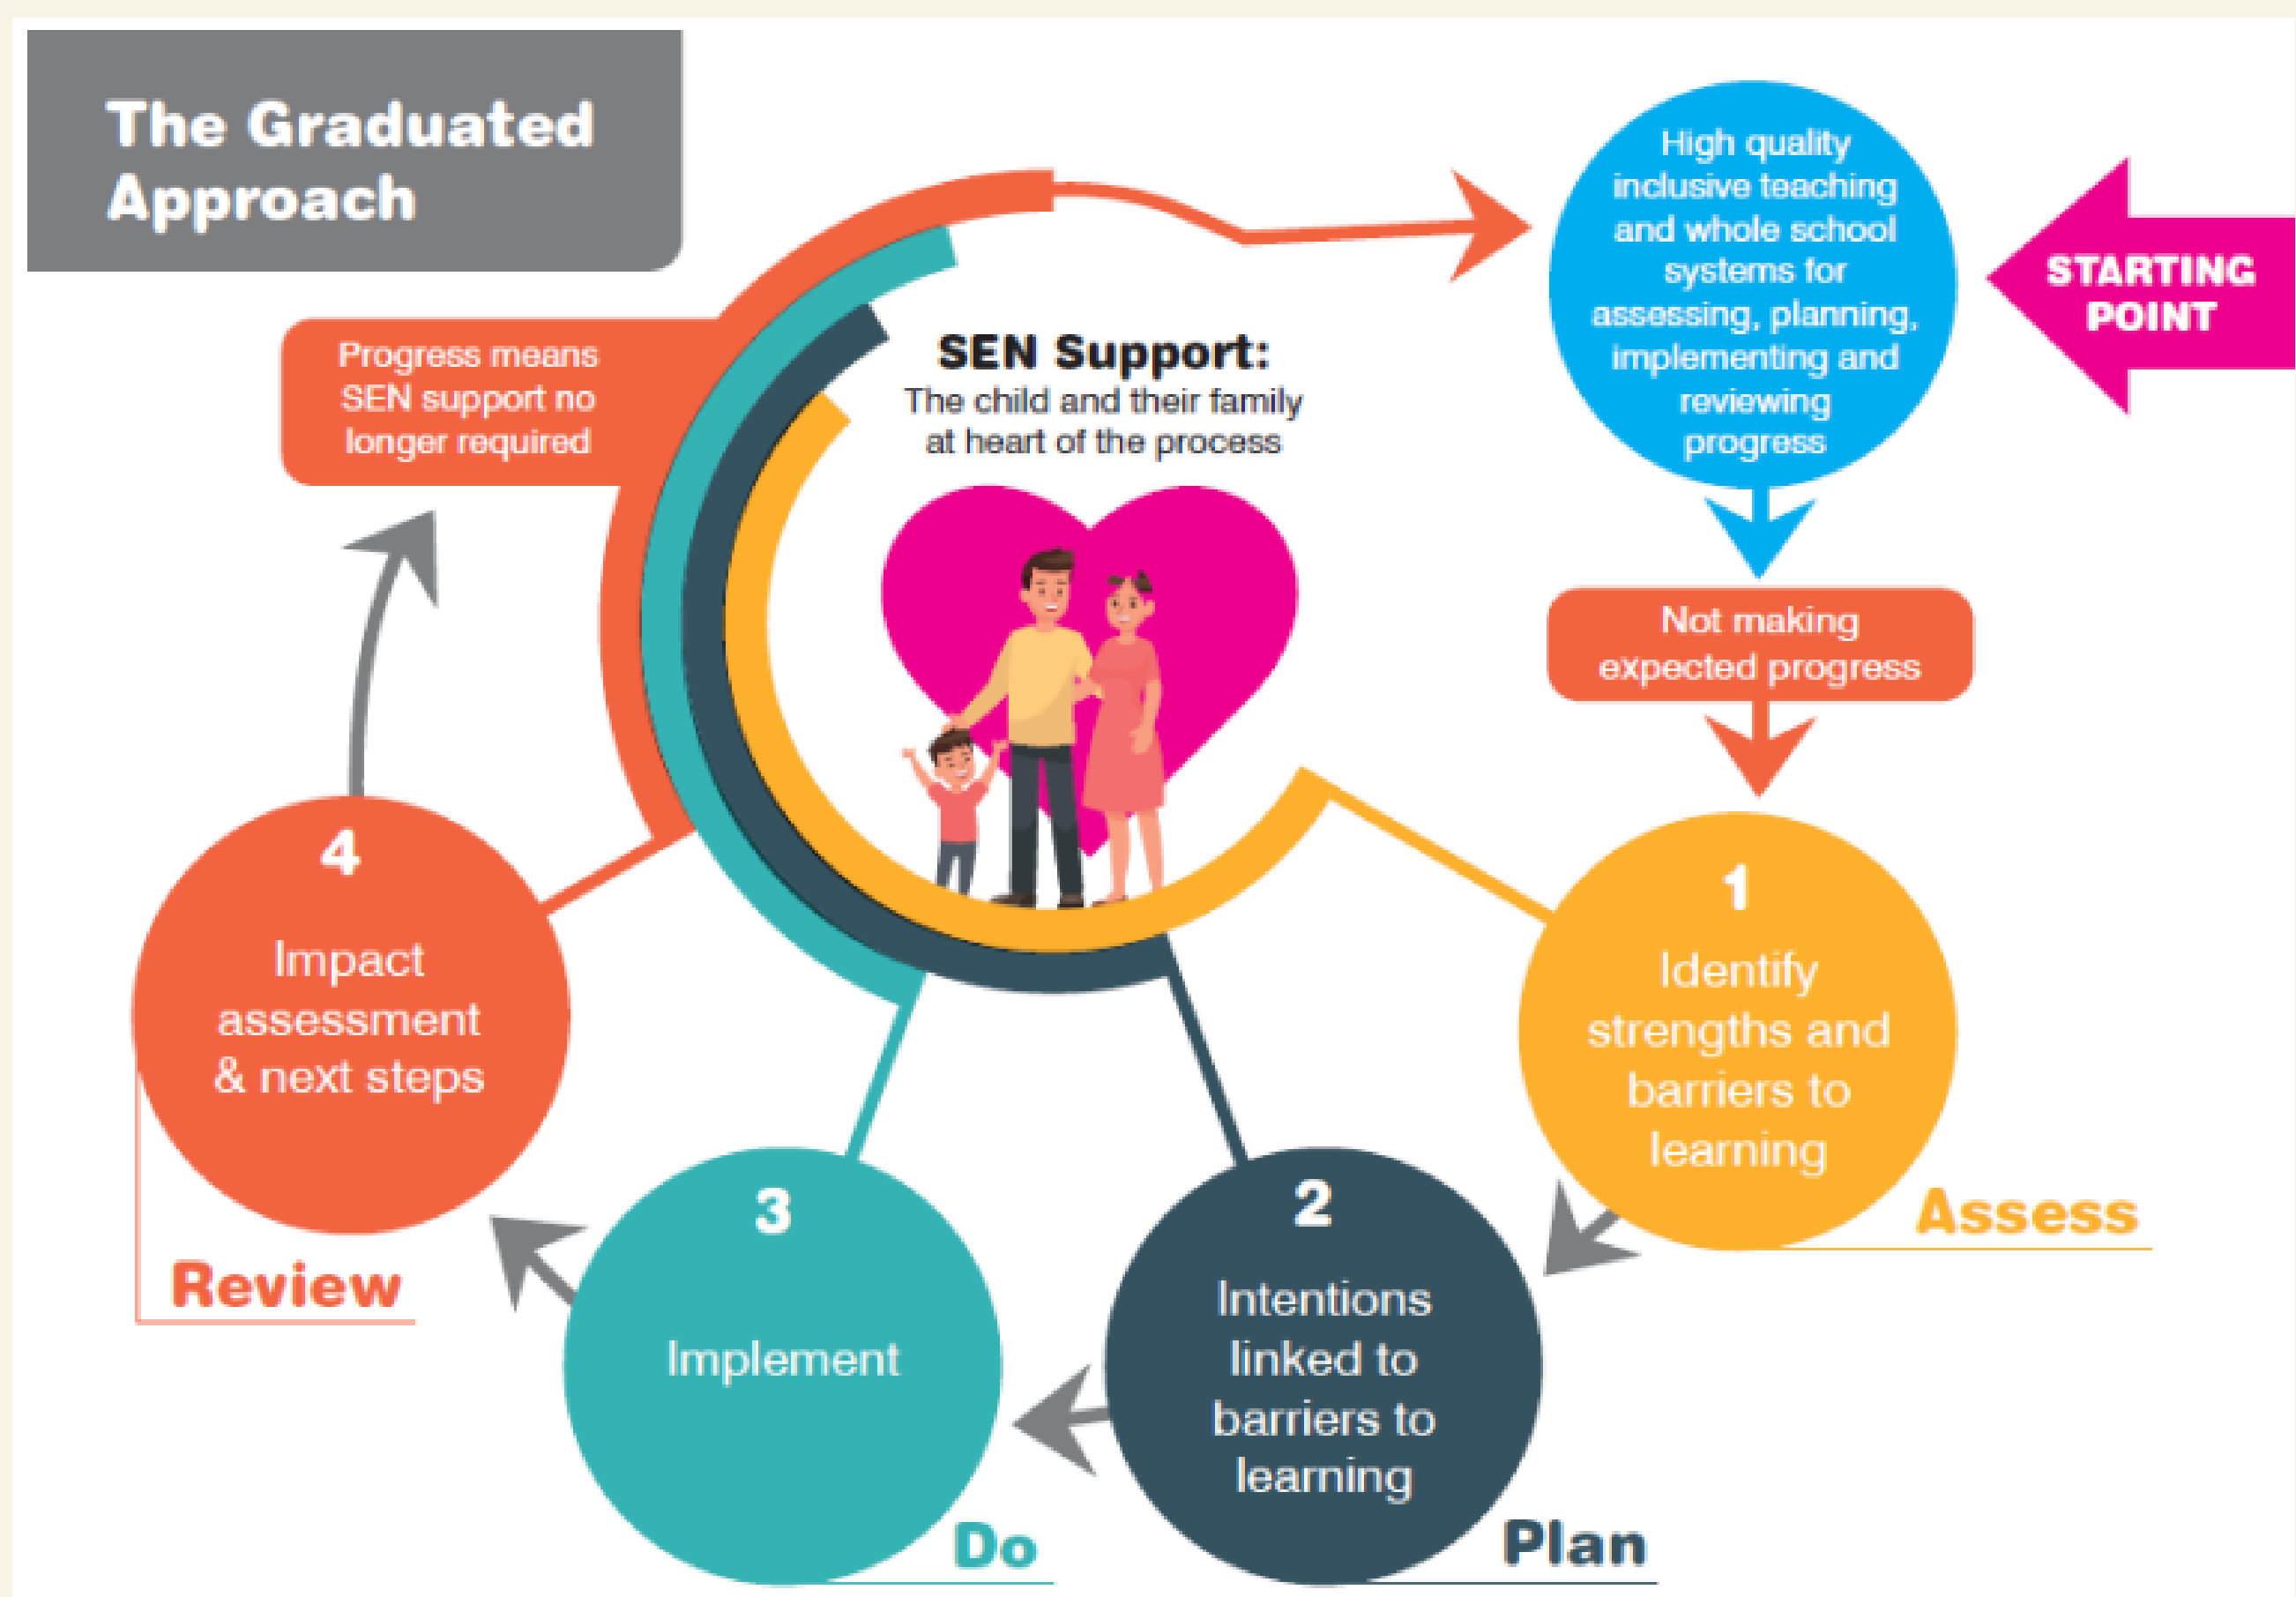 The Graduated
Approach
High quality
inclusive teaching
and whole school
systems for
assessing, planning,
implementing and
reviewing
progress
STARTING
POINT
Progress means
SEN support no
longer required
SEN Support:
The child and their family
at heart of the process
Not making
expected progress
1
Identify
strengths and
barriers to
learning
Assess
2
Intentions
linked to
barriers to
learning
Plan
3
Implement
Do
4
Impact
assessment
& next steps
Review